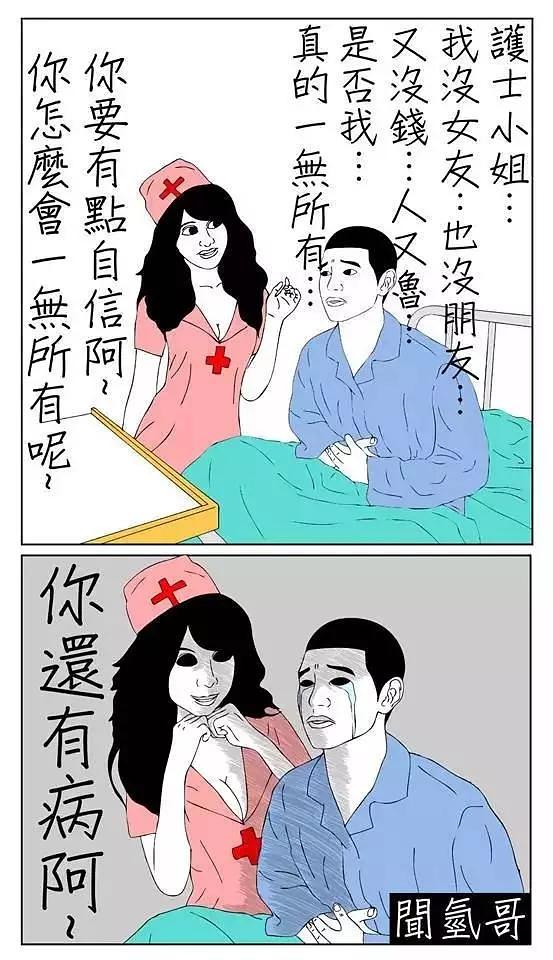 護士小姐…
我沒女友…也沒朋友…
又沒錢…人又魯…
是否我…
真的一無所有…
你要有點自信阿~
你怎麼會一無所有呢~
你還有病阿~
聞氫哥